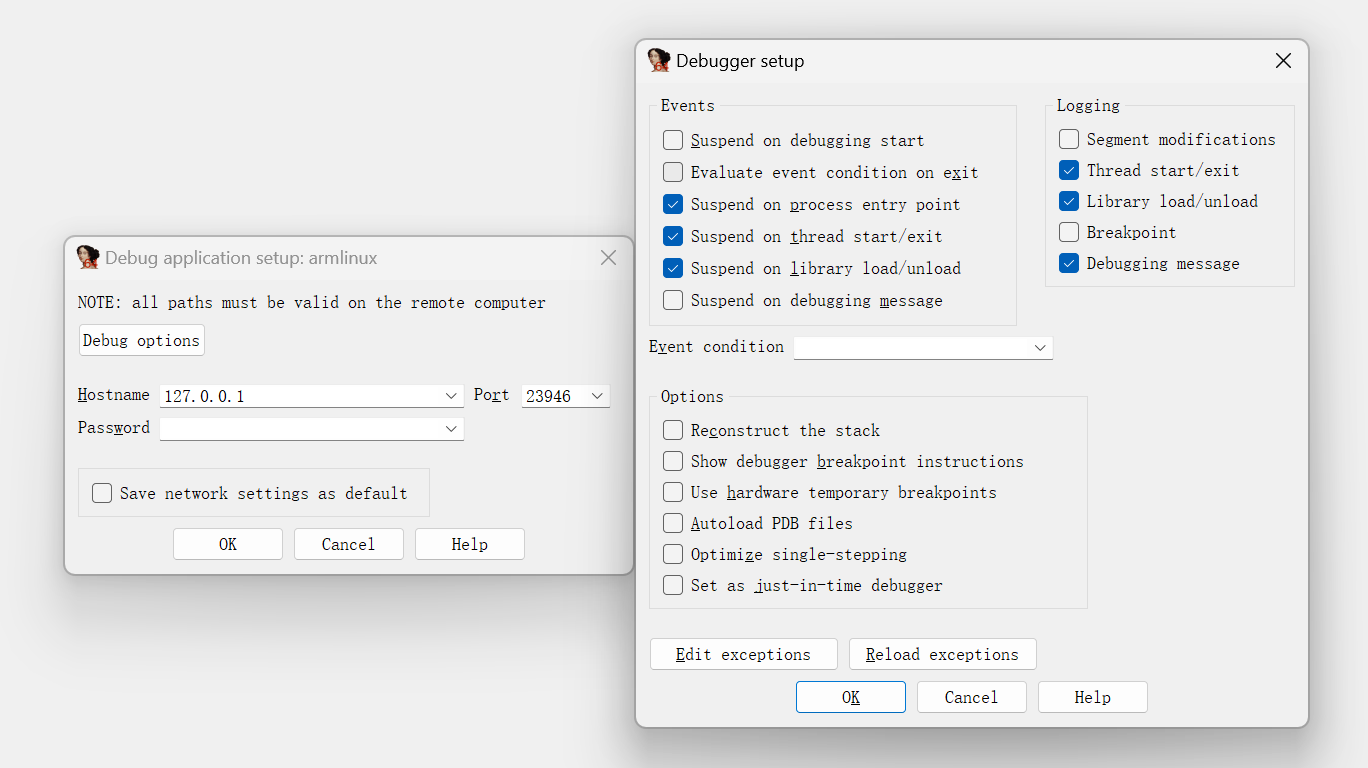 Debug application setup: armlinux
NOTE: all paths must be valid on the remote computer
Debug options
Hostname 127.0.0.1 Port 23946
Password
Save network settings as default
OK Cancel Help
Debugger setup
Events
Suspend on debugging start
Evaluate event condition on exit
Suspend on process entry point
Suspend on thread start/exit
Suspend on library load/unload
Suspend on debugging message
Logging
Segment modifications
Thread start/exit
Library load/unload
Breakpoint
Debugging message
Event condition
Options
Reconstruct the stack
Show debugger breakpoint instructions
Use hardware temporary breakpoints
Autoload PDB files
Optimize single-stepping
Set as just-in-time debugger
Edit exceptions Reload exceptions
OK Cancel Help